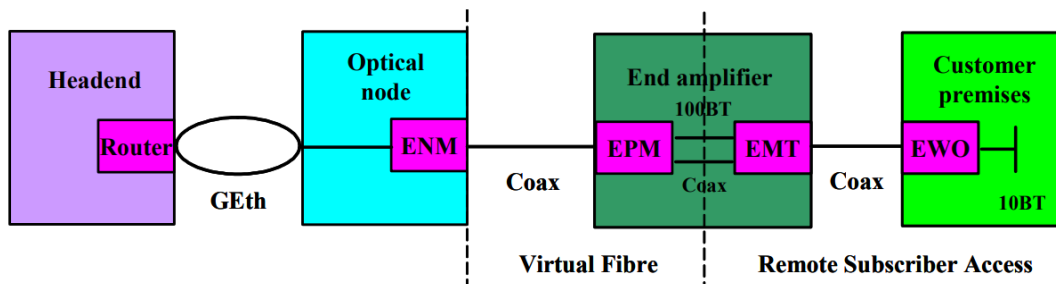 Headend
Router
GEth
Optical
node
ENM
Coax
End amplifier
100BT
EPM
EMT
Coax
Coax
Customer
premises
EWO
10BT
Virtual Fibre
Remote Subscriber Access